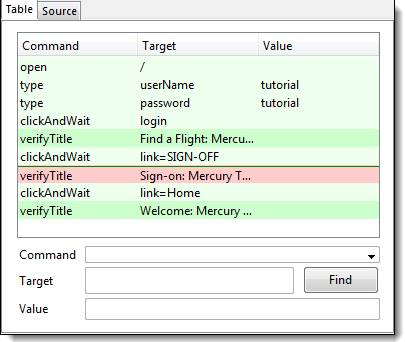 Table Source
Command Target Value
open /
type userName tutorial
type password tutorial
clickAndWait login
verifyTitle Find a Flight: Mercu...
clickAndWait link=SIGN-OFF
verifyTitle Sign-on: Mercury T...
clickAndWait link=Home
verifyTitle Welcome: Mercury ...
Command
Target Find
Value